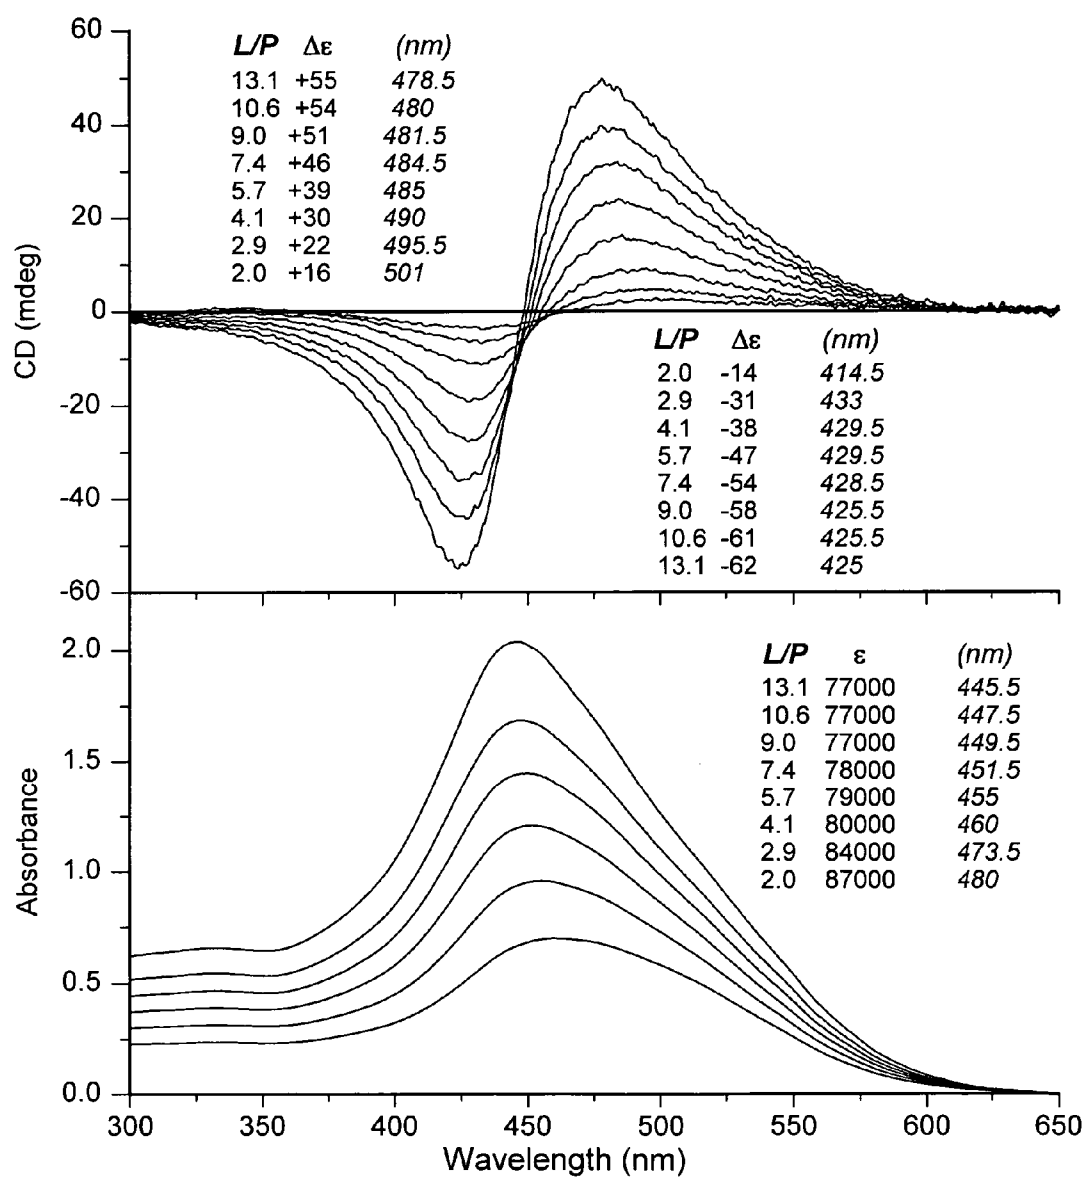 60
40
20
0
-20
-40
-60
CD (mdeg)
L/P Δε (nm)
13.1 +55 478.5
10.6 +54 480
9.0 +51 481.5
7.4 +46 484.5
5.7 +39 485
4.1 +30 490
2.9 +22 495.5
2.0 +16 501
L/P Δε (nm)
2.0 -14 414.5
2.9 -31 433
4.1 -38 429.5
5.7 -47 429.5
7.4 -54 428.5
9.0 -58 425.5
10.6 -61 425.5
13.1 -62 425
2.0
1.5
1.0
0.5
0.0
Absorbance
L/P ε (nm)
13.1 77000 445.5
10.6 77000 447.5
9.0 77000 449.5
7.4 78000 451.5
5.7 79000 455
4.1 80000 460
2.9 84000 473.5
2.0 87000 480
300 350 400 450 500 550 600 650
Wavelength (nm)